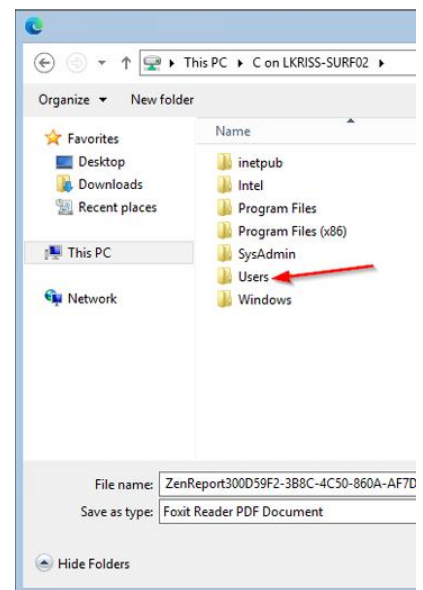 This PC ▸ C on LKRISS-SURF02 ▸
Organize New folder
Favorites
Desktop
Downloads
Recent places
This PC
Network
Name
inetpub
Intel
Program Files
Program Files (x86)
SysAdmin
Users
Windows
File name: ZenReport300D59F2-3B8C-4C50-860A-AF7D
Save as type: Foxit Reader PDF Document
Hide Folders